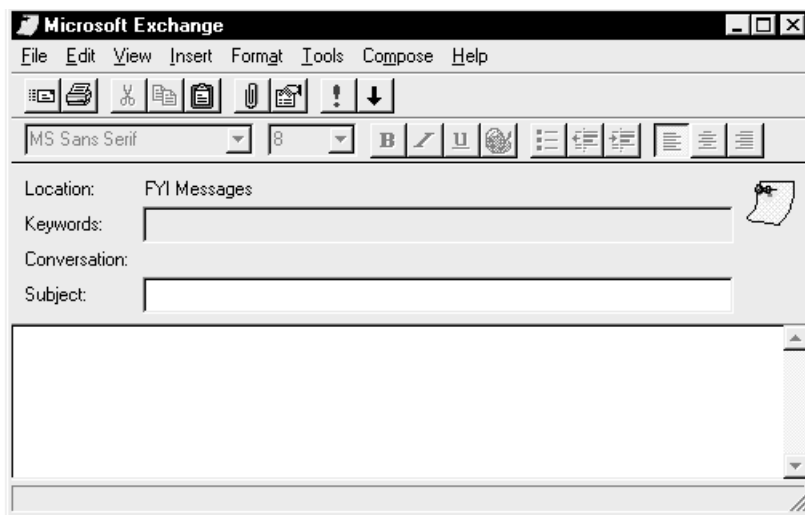 Microsoft Exchange
File Edit View Insert Format Tools Compose Help
MS Sans Serif 8 B I U
Location: FYI Messages
Keywords:
Conversation:
Subject: